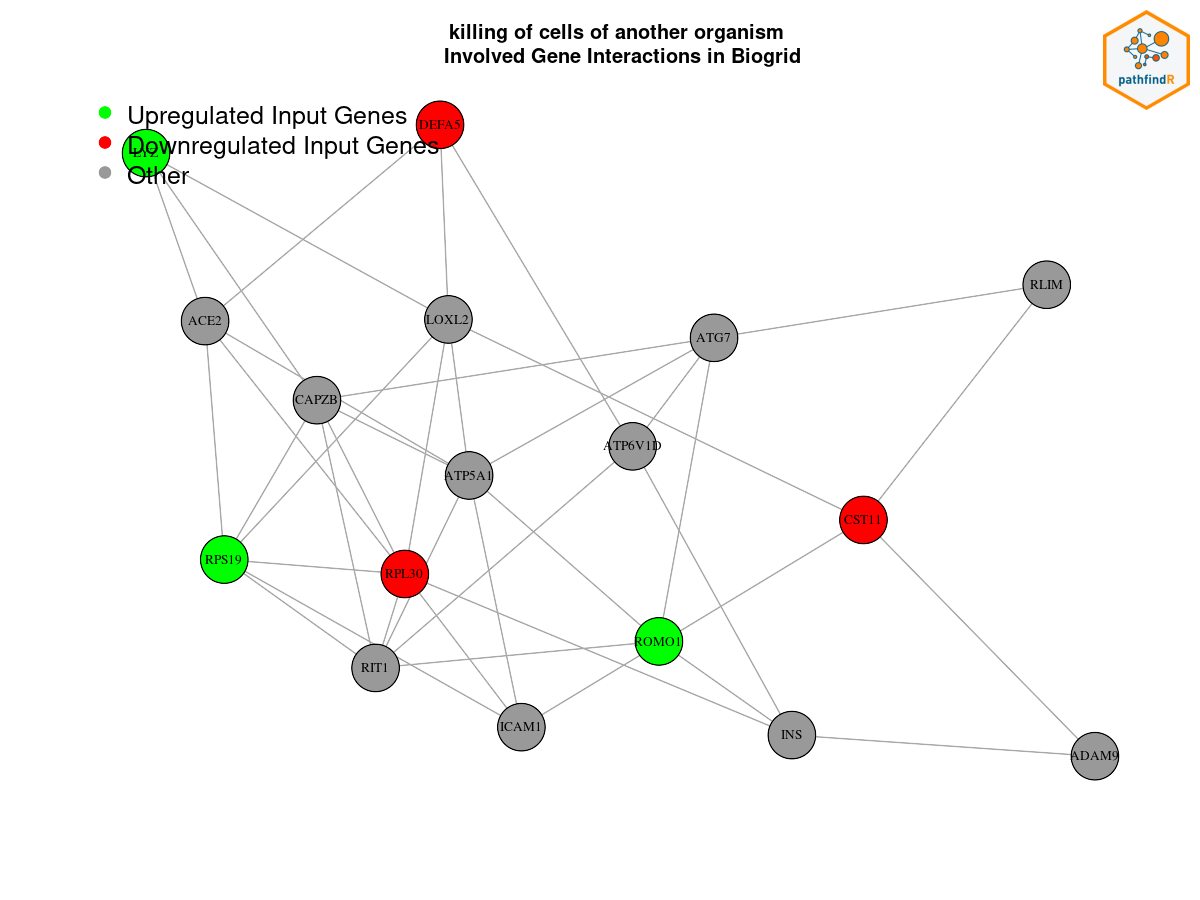 killing of cells of another organism
Involved Gene Interactions in Biogrid
pathfindR
Upregulated Input Genes
Downregulated Input Genes
Other
DEFA5
LYZ
RLIM
ACE2
LOXL2
ATG7
CAPZB
ATP6V1D
ATP5A1
CST11
RPS19
RPL30
ROMO1
RIT1
ICAM1
INS
ADAM9